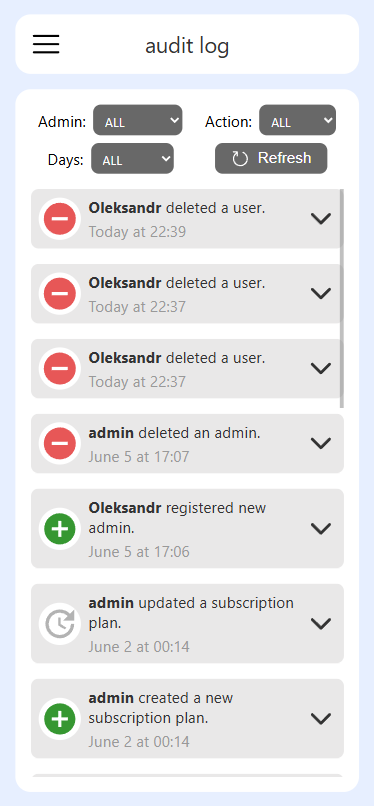 audit log
Admin: ALL Action: ALL
Days: ALL Refresh
Oleksandr deleted a user.
Today at 22:39
Oleksandr deleted a user.
Today at 22:37
Oleksandr deleted a user.
Today at 22:37
admin deleted an admin.
June 5 at 17:07
Oleksandr registered new
admin.
June 5 at 17:06
admin updated a subscription
plan.
June 2 at 00:14
admin created a new
subscription plan.
June 2 at 00:14